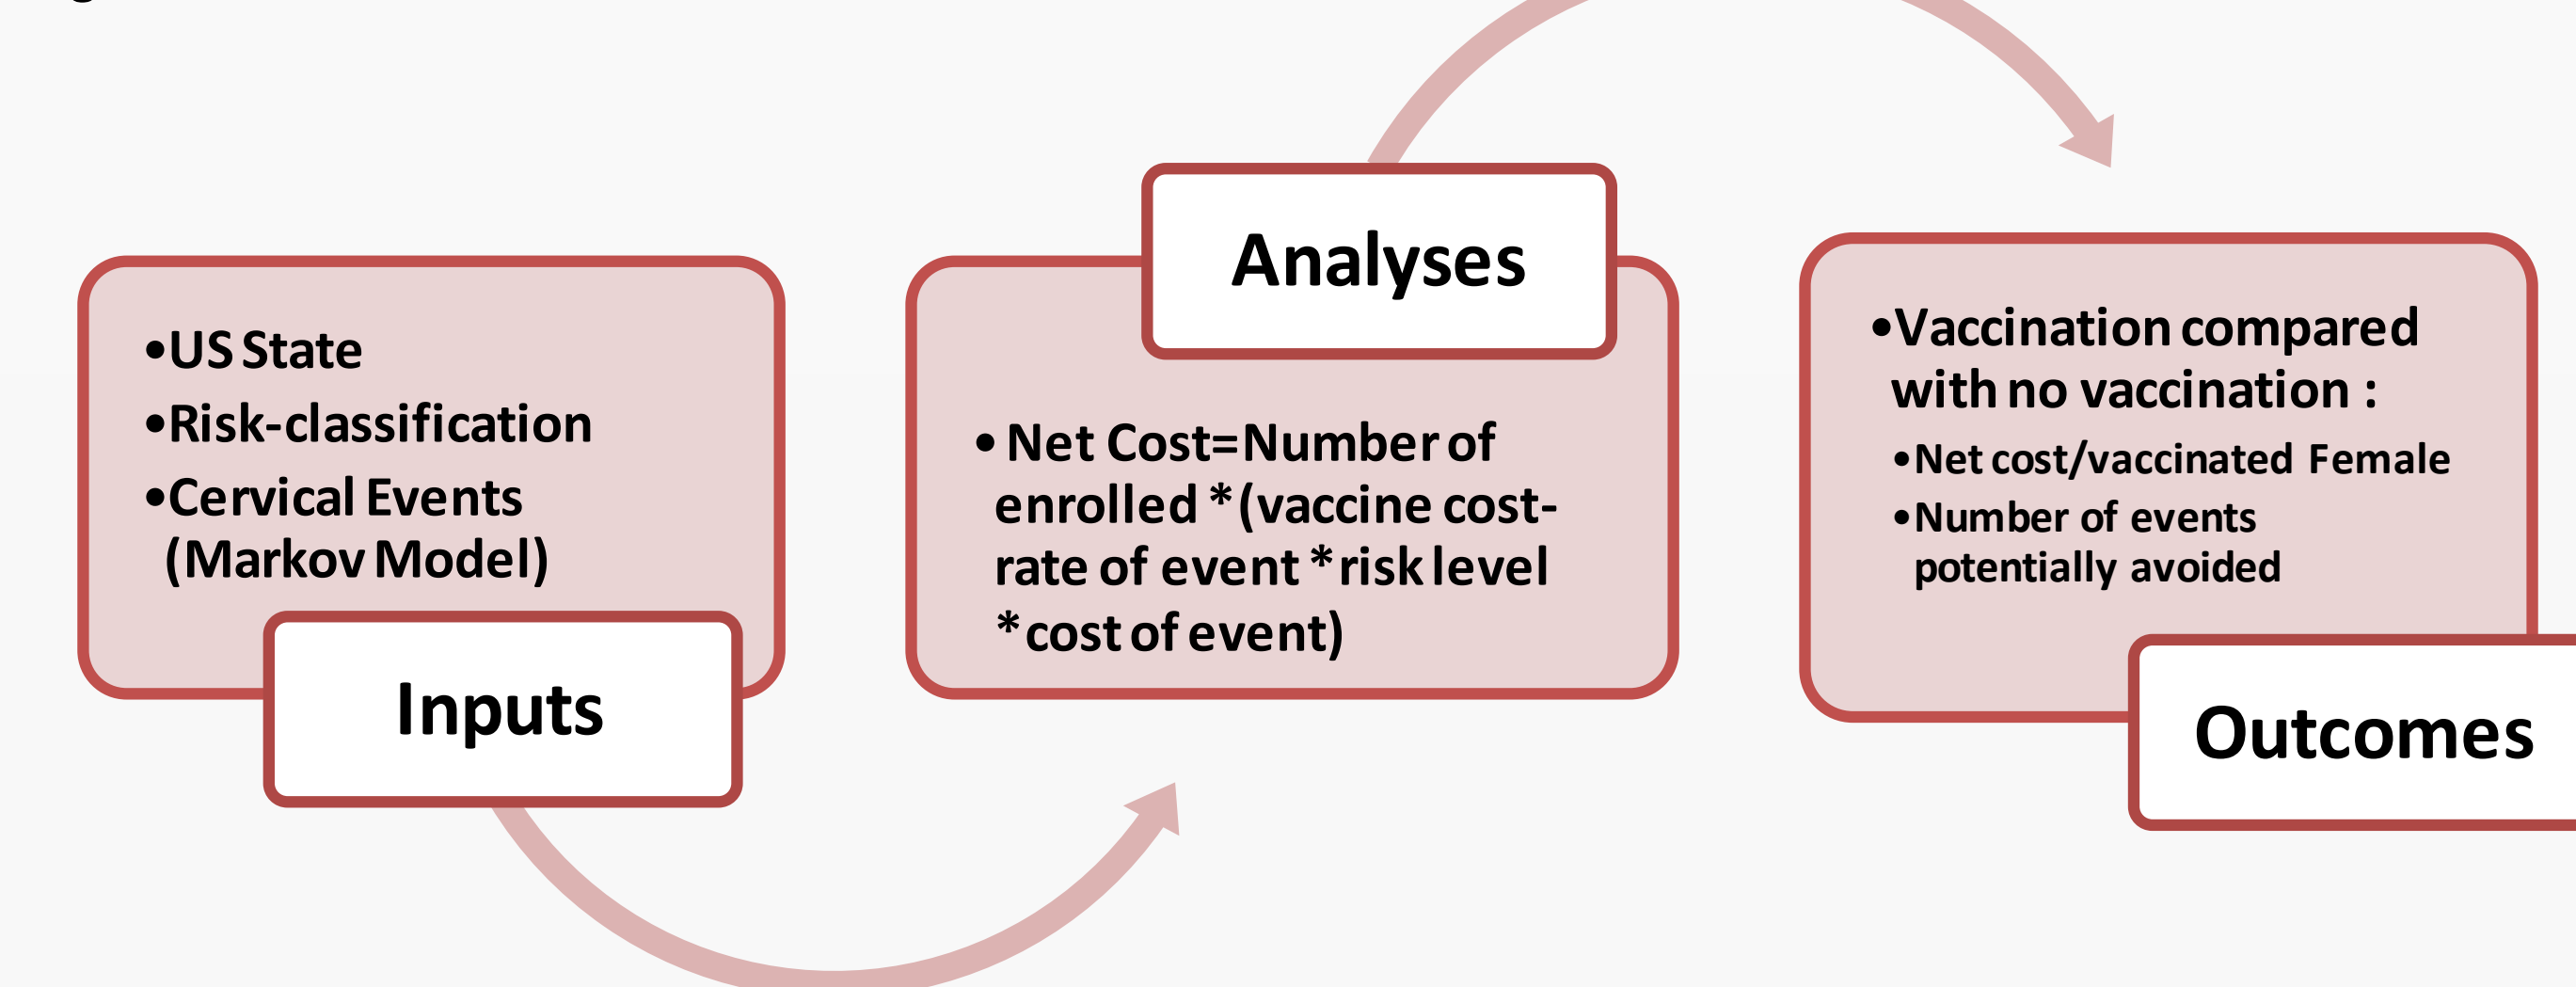 •US State
•Risk-classification
•Cervical Events
(Markov Model)
Inputs
Analyses
• Net Cost=Number of
enrolled *(vaccine cost-
rate of event *risk level
*cost of event)
•Vaccination compared
with no vaccination :
•Net cost/vaccinated Female
•Number of events
potentially avoided
Outcomes